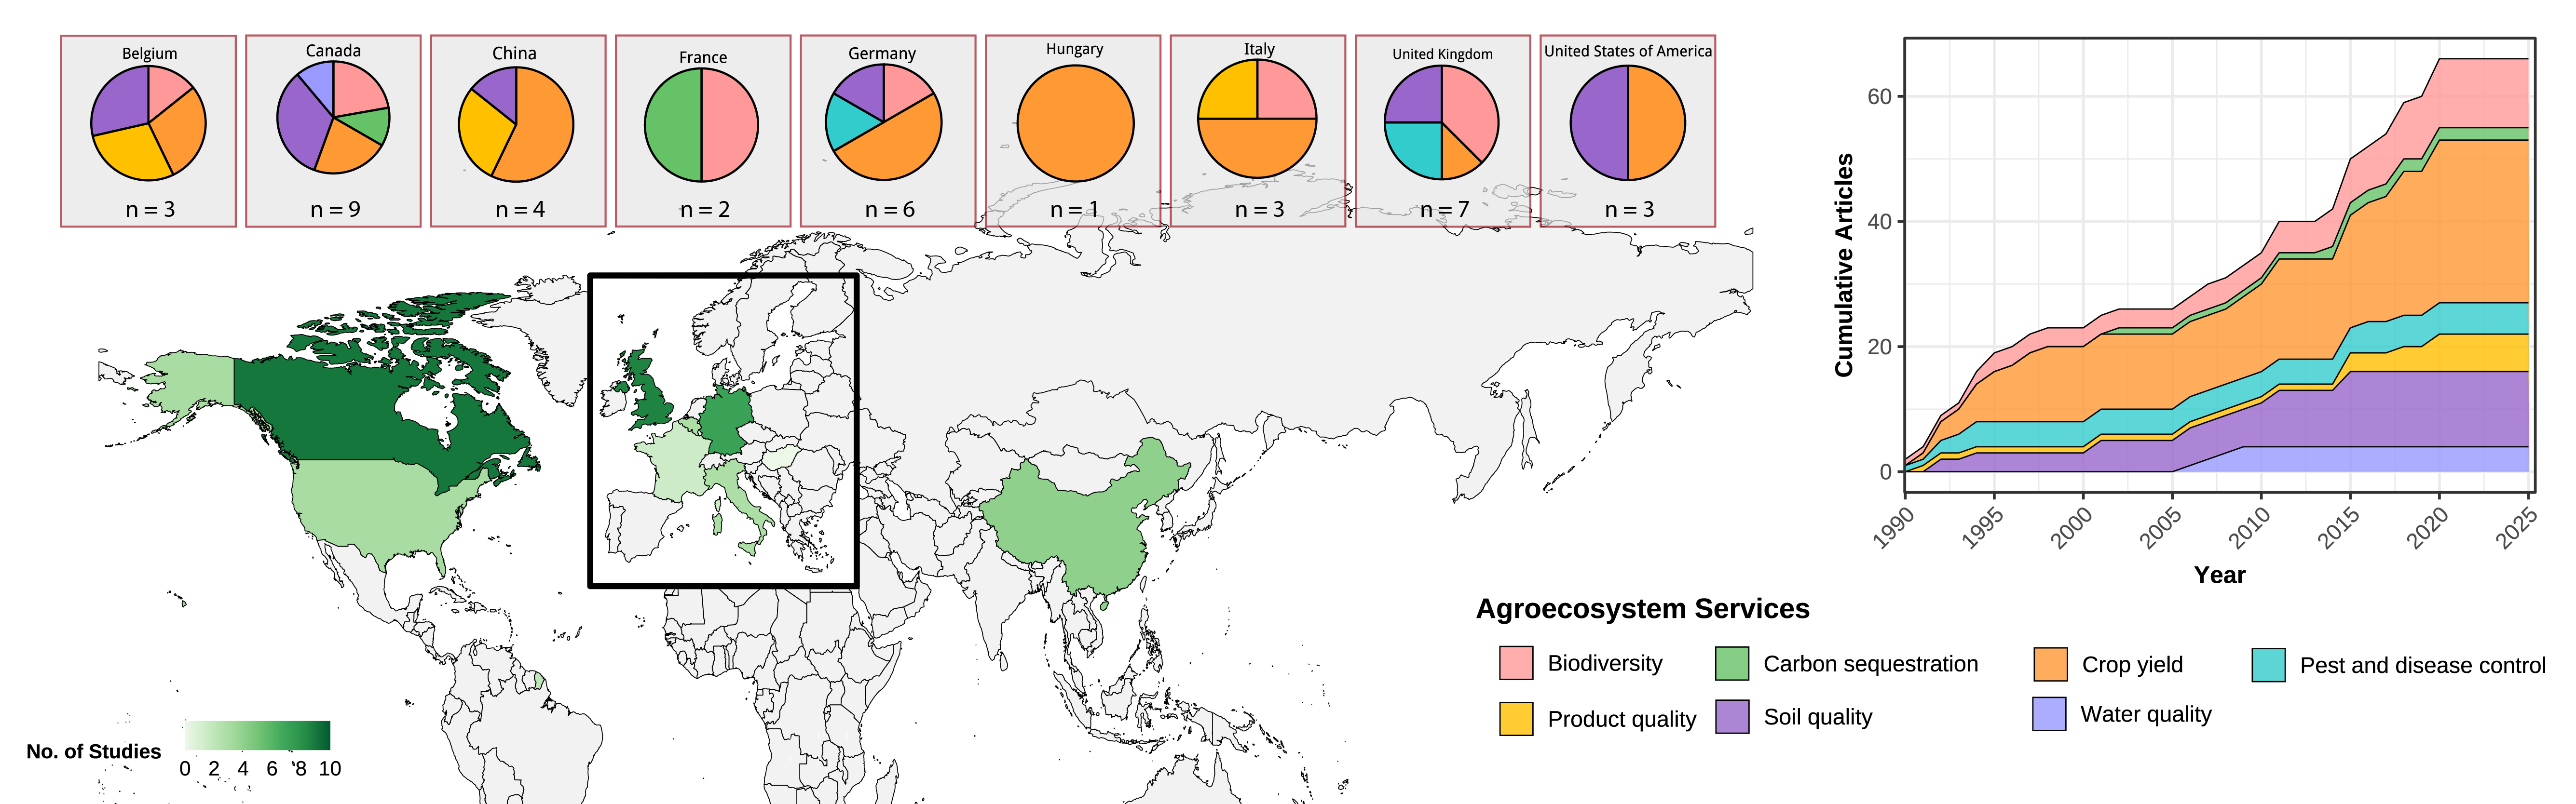 Belgium
Canada
China
France
Germany
Hungary
Italy
United Kingdom
United States of America
n = 3
n = 9
n = 4
n = 2
n = 6
n = 1
n = 3
n = 7
n = 3
No. of Studies
0 2 4 6 8 10
Cumulative Articles
60
40
20
0
1990
1995
2000
2005
2010
2015
2020
2025
Year
Agroecosystem Services
Biodiversity
Carbon sequestration
Crop yield
Pest and disease control
Product quality
Soil quality
Water quality